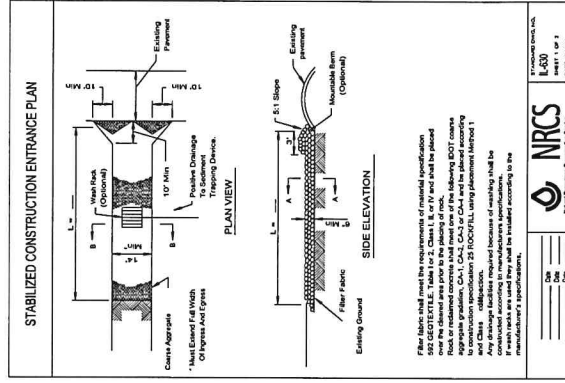 STABILIZED CONSTRUCTION ENTRANCE PLAN
Existing
Pavement
10' Min
10' Min
L =
Wash Rack
(Optional)
10' Min
Positive Drainage
To Sediment
Trapping Device.
B
B
14'
Min*
Coarse Aggregate
* Must Extend Full Width
Of Ingress And Egress
PLAN VIEW
Existing
pavement
5:1 Slope
Mountable Berm
(Optional)
3'
L =
A
A
6" Min
Filter Fabric
Existing Ground
SIDE ELEVATION
Filter fabric shall meet the requirements of material specification
592 GEOTEXTILE, Table 1 or 2, Class I, II, or IV and shall be placed
over the cleared area prior to the placing of rock.
Rock or reclaimed concrete shall meet one of the following IDOT coarse
aggregate gradation, CA-1, CA-2, CA-3 or CA-4 and be placed according
to construction specification 25 ROCKFILL using placement Method 1
and Class compaction.
Any drainage facilities required because of washing shall be
constructed according to manufacturers specifications.
If wash racks are used they shall be installed according to the
manufacturer's specifications.
NRCS
STANDARD DWG. NO.
IL-630
SHEET 1 OF 2
Date
Date
Date